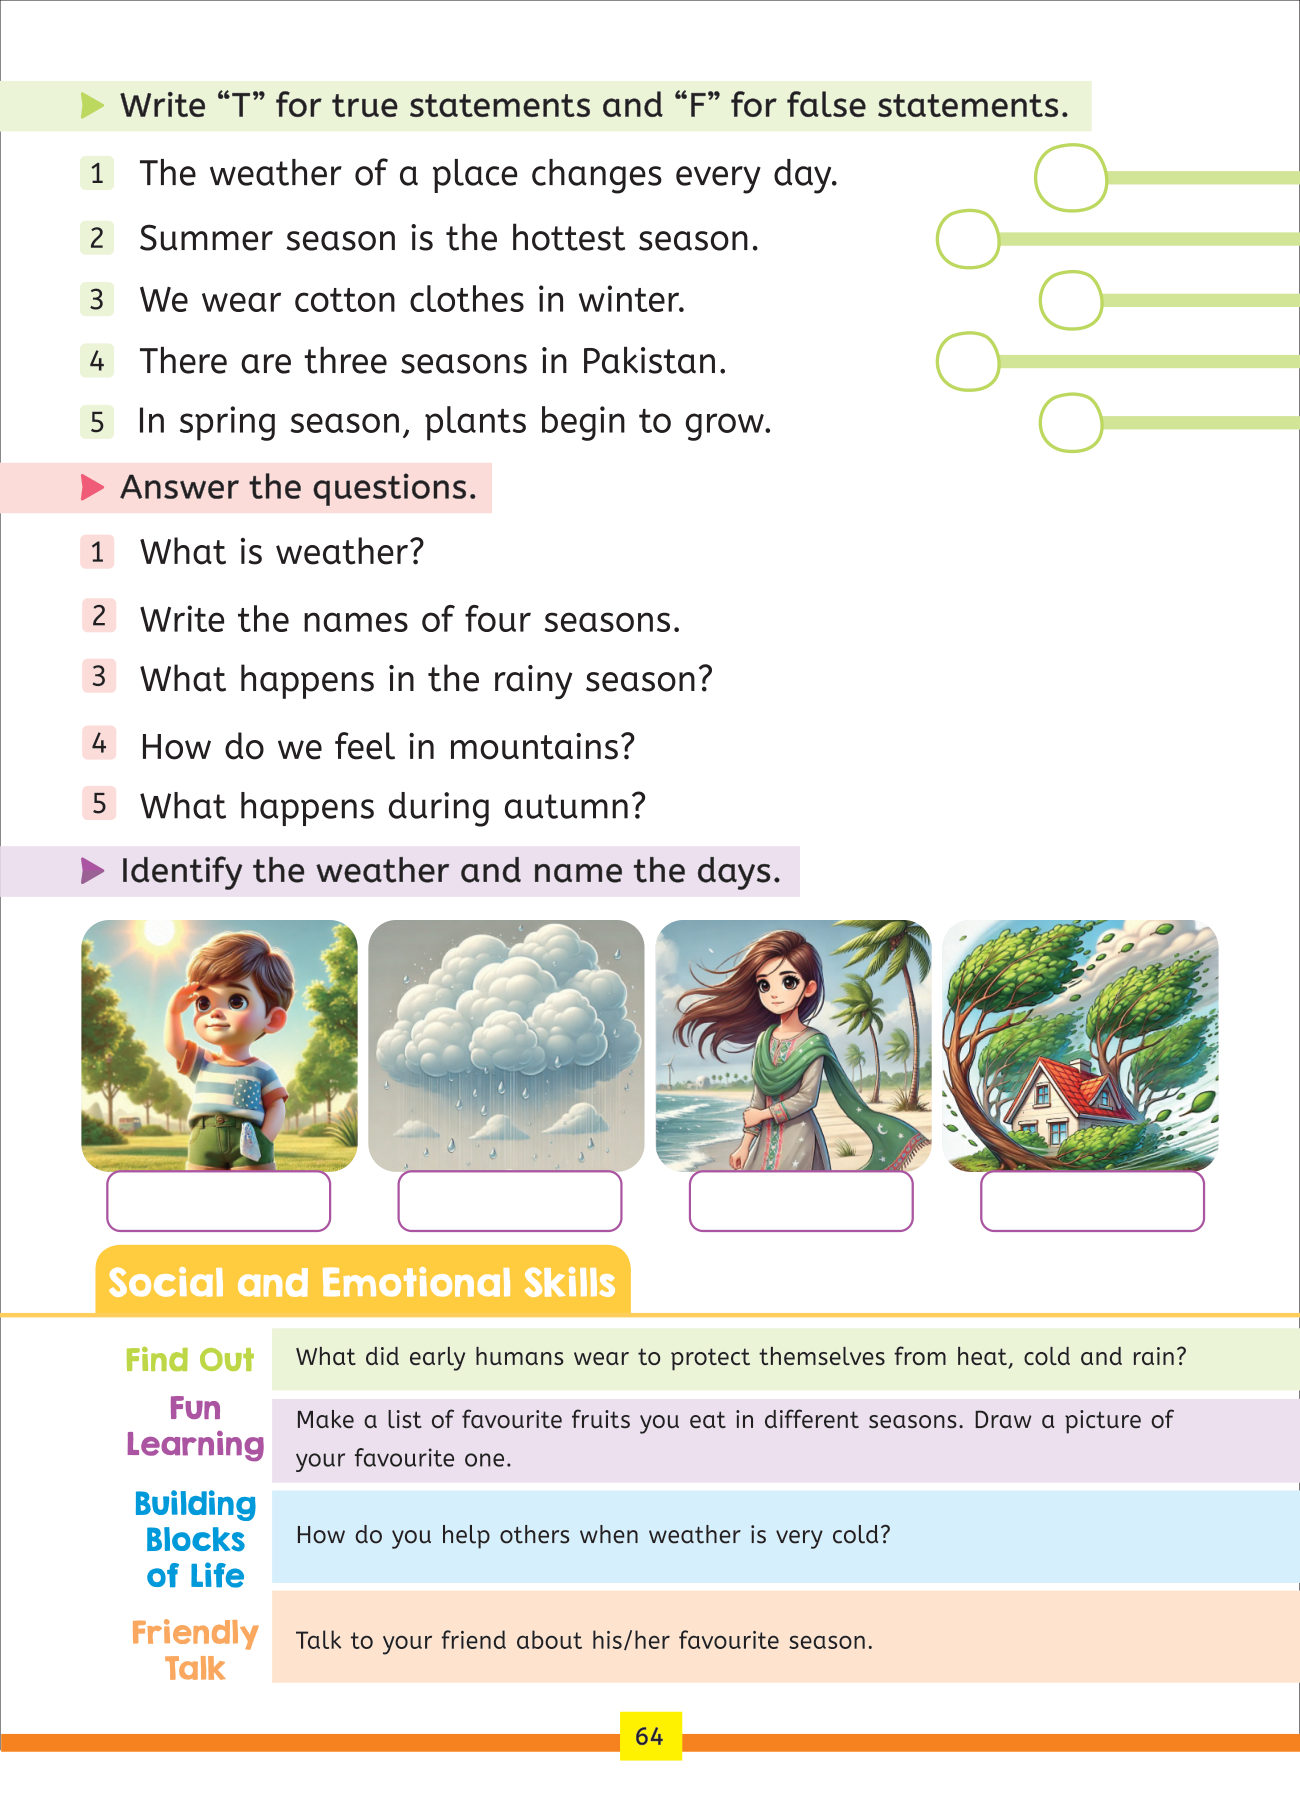 Write “T” for true statements and “F” for false statements.
1 The weather of a place changes every day.
2 Summer season is the hottest season.
3 We wear cotton clothes in winter.
4 There are three seasons in Pakistan.
5 In spring season, plants begin to grow.
Answer the questions.
1 What is weather?
2 Write the names of four seasons.
3 What happens in the rainy season?
4 How do we feel in mountains?
5 What happens during autumn?
Identify the weather and name the days.
Social and Emotional Skills
Find Out
What did early humans wear to protect themselves from heat, cold and rain?
Fun
Learning
Make a list of favourite fruits you eat in different seasons. Draw a picture of
your favourite one.
Building
Blocks
of Life
How do you help others when weather is very cold?
Friendly
Talk
Talk to your friend about his/her favourite season.
64